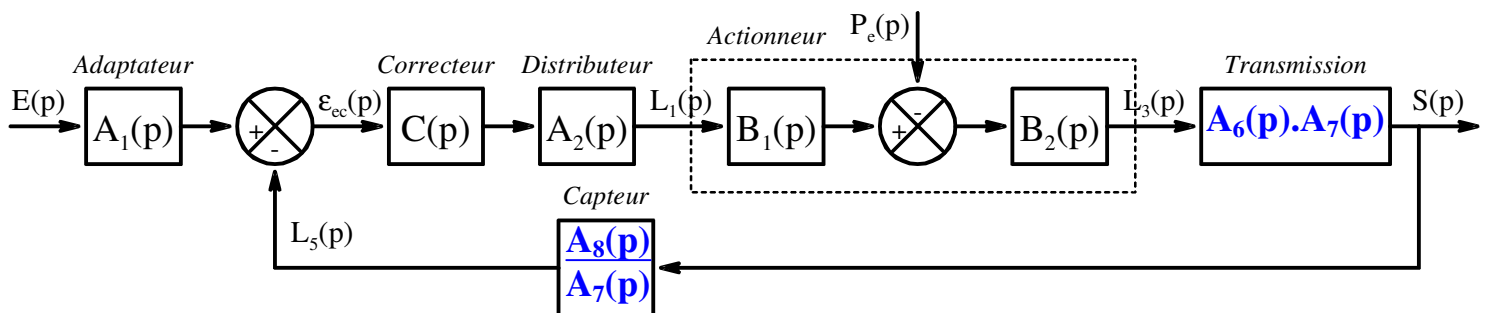 Adaptateur
Correcteur
Distributeur
Actionneur
Transmission
Capteur
E(p)
A₁(p)
+
-
εₑc(p)
C(p)
A₂(p)
L₁(p)
B₁(p)
Pₑ(p)
-
+
B₂(p)
L₃(p)
A₆(p).A₇(p)
S(p)
L₅(p)
A₈(p)
A₇(p)